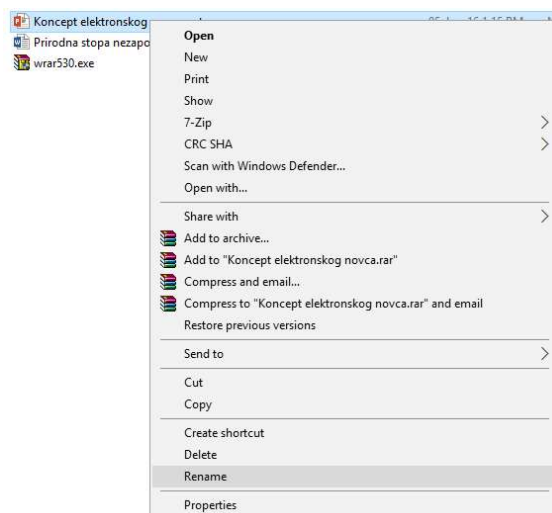 Koncept elektronskog
Prirodna stopa nezapo
wrar530.exe
Open
New
Print
Show
7-Zip
CRC SHA
Scan with Windows Defender...
Open with...
Share with
Add to archive...
Add to "Koncept elektronskog novca.rar"
Compress and email...
Compress to "Koncept elektronskog novca.rar" and email
Restore previous versions
Send to
Cut
Copy
Create shortcut
Delete
Rename
Properties